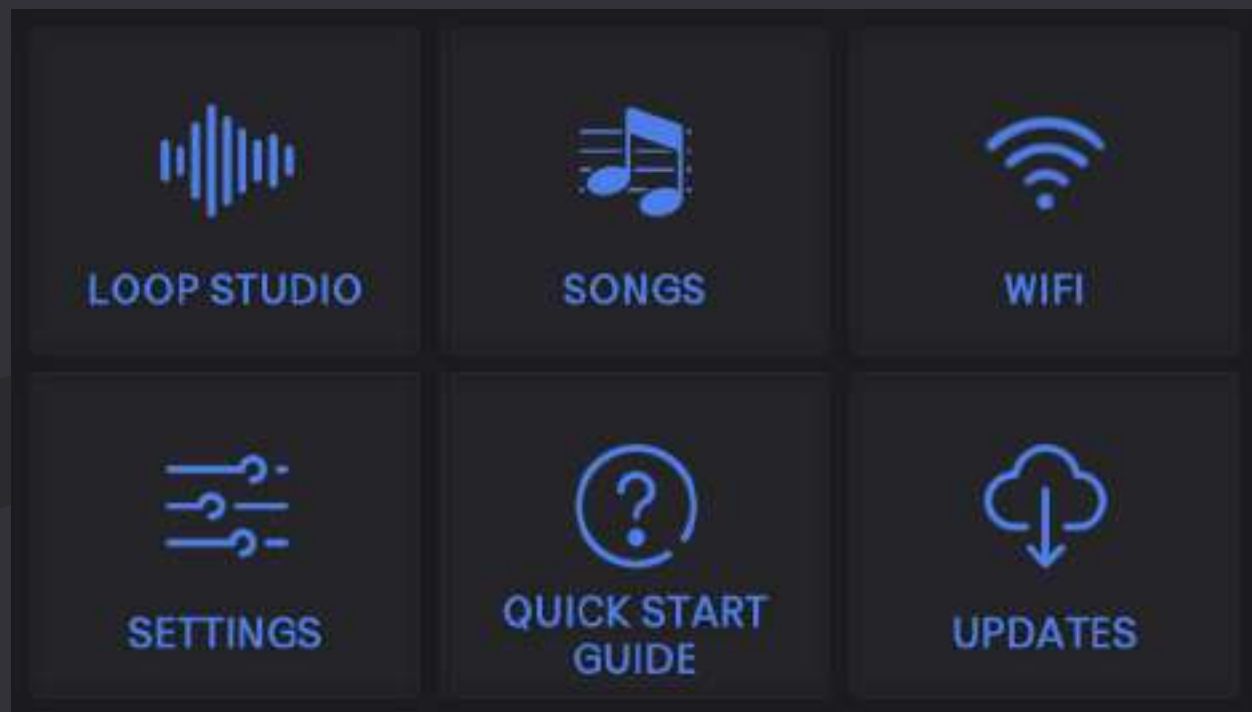 LOOP STUDIO
SONGS
WIFI
SETTINGS
QUICK START
GUIDE
UPDATES